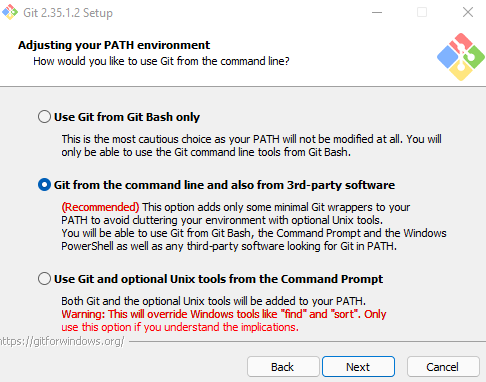 Git 2.35.1.2 Setup
Adjusting your PATH environment
How would you like to use Git from the command line?
Use Git from Git Bash only
This is the most cautious choice as your PATH will not be modified at all. You will
only be able to use the Git command line tools from Git Bash.
Git from the command line and also from 3rd-party software
(Recommended) This option adds only some minimal Git wrappers to your
PATH to avoid cluttering your environment with optional Unix tools.
You will be able to use Git from Git Bash, the Command Prompt and the Windows
PowerShell as well as any third-party software looking for Git in PATH.
Use Git and optional Unix tools from the Command Prompt
Both Git and the optional Unix tools will be added to your PATH.
Warning: This will override Windows tools like "find" and "sort". Only
use this option if you understand the implications.
https://gitforwindows.org/
Back Next Cancel